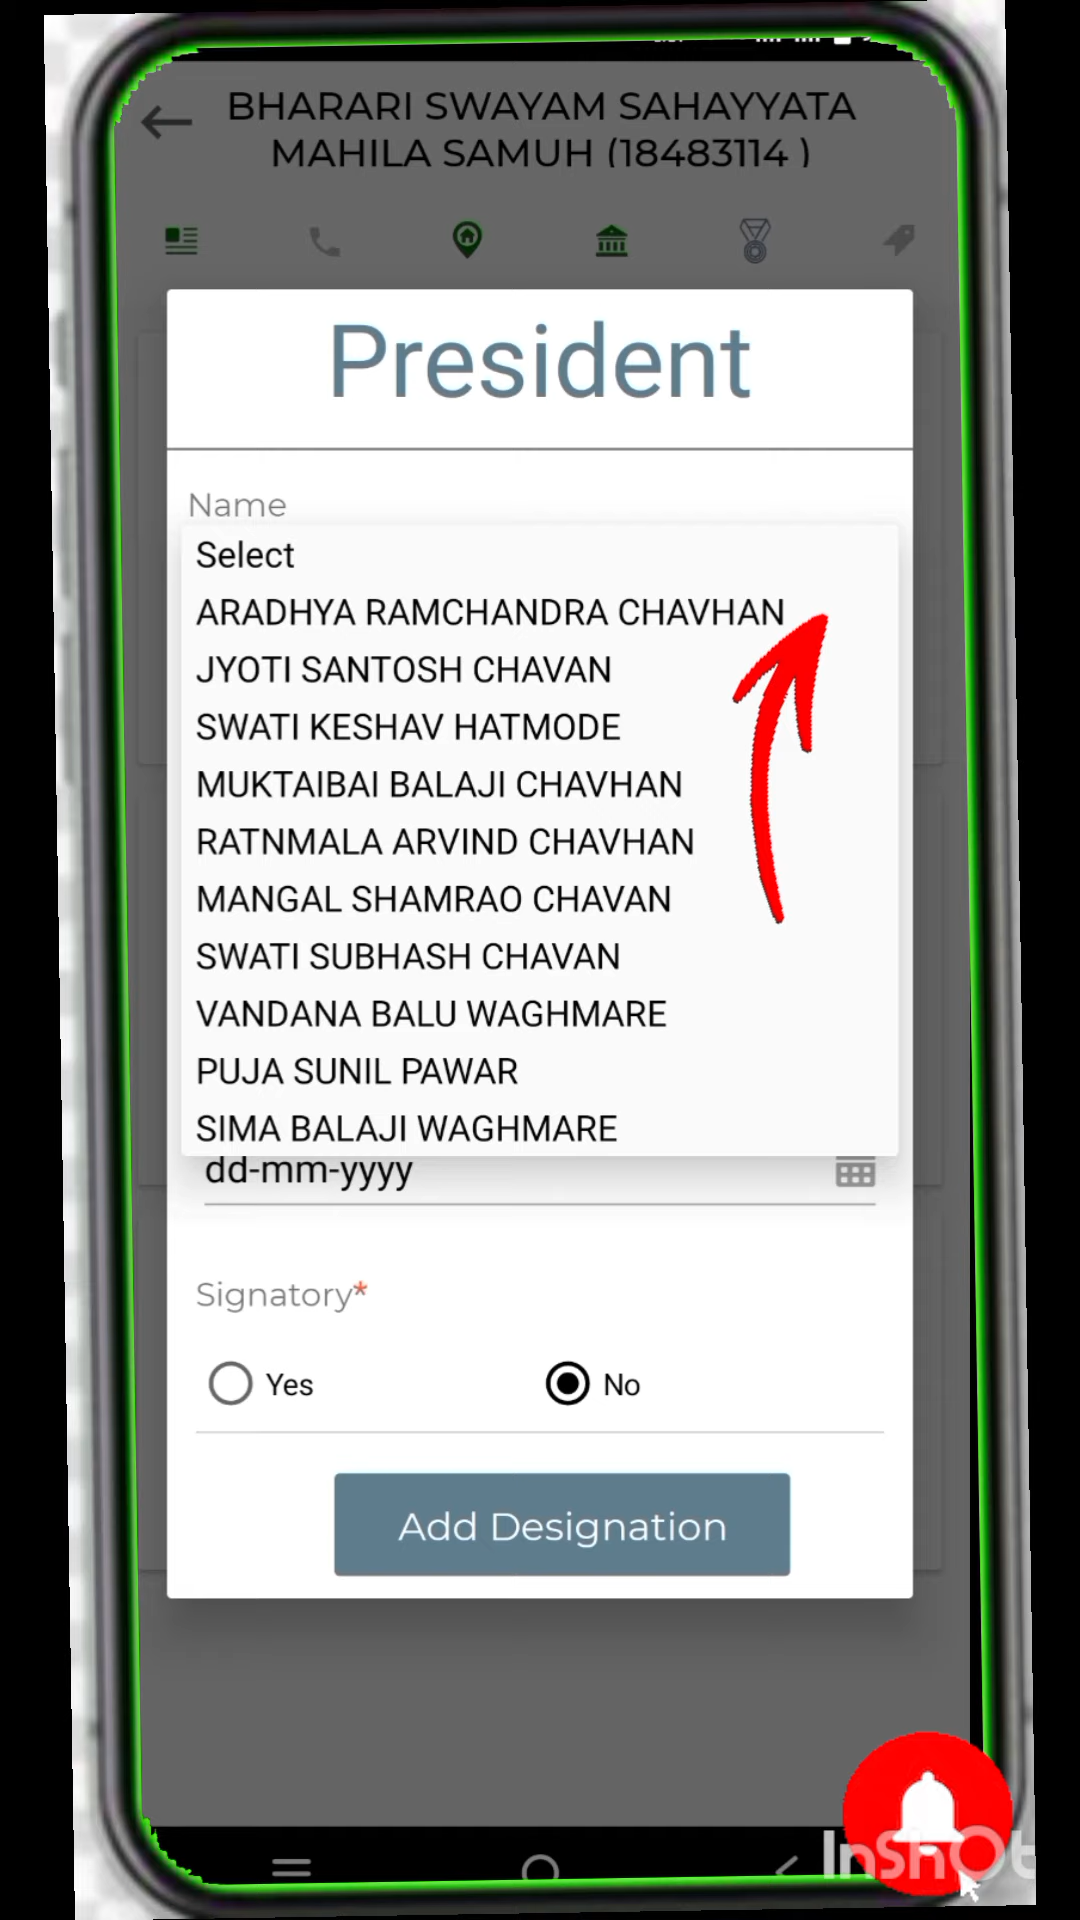 BHARARI SWAYAM SAHAYYATA
MAHILA SAMUH (18483114 )
President
Name
Select
ARADHYA RAMCHANDRA CHAVHAN
JYOTI SANTOSH CHAVAN
SWATI KESHAV HATMODE
MUKTAIBAI BALAJI CHAVHAN
RATNMALA ARVIND CHAVHAN
MANGAL SHAMRAO CHAVAN
SWATI SUBHASH CHAVAN
VANDANA BALU WAGHMARE
PUJA SUNIL PAWAR
SIMA BALAJI WAGHMARE
dd-mm-yyyy
Signatory*
Yes No
Add Designation
InShOt